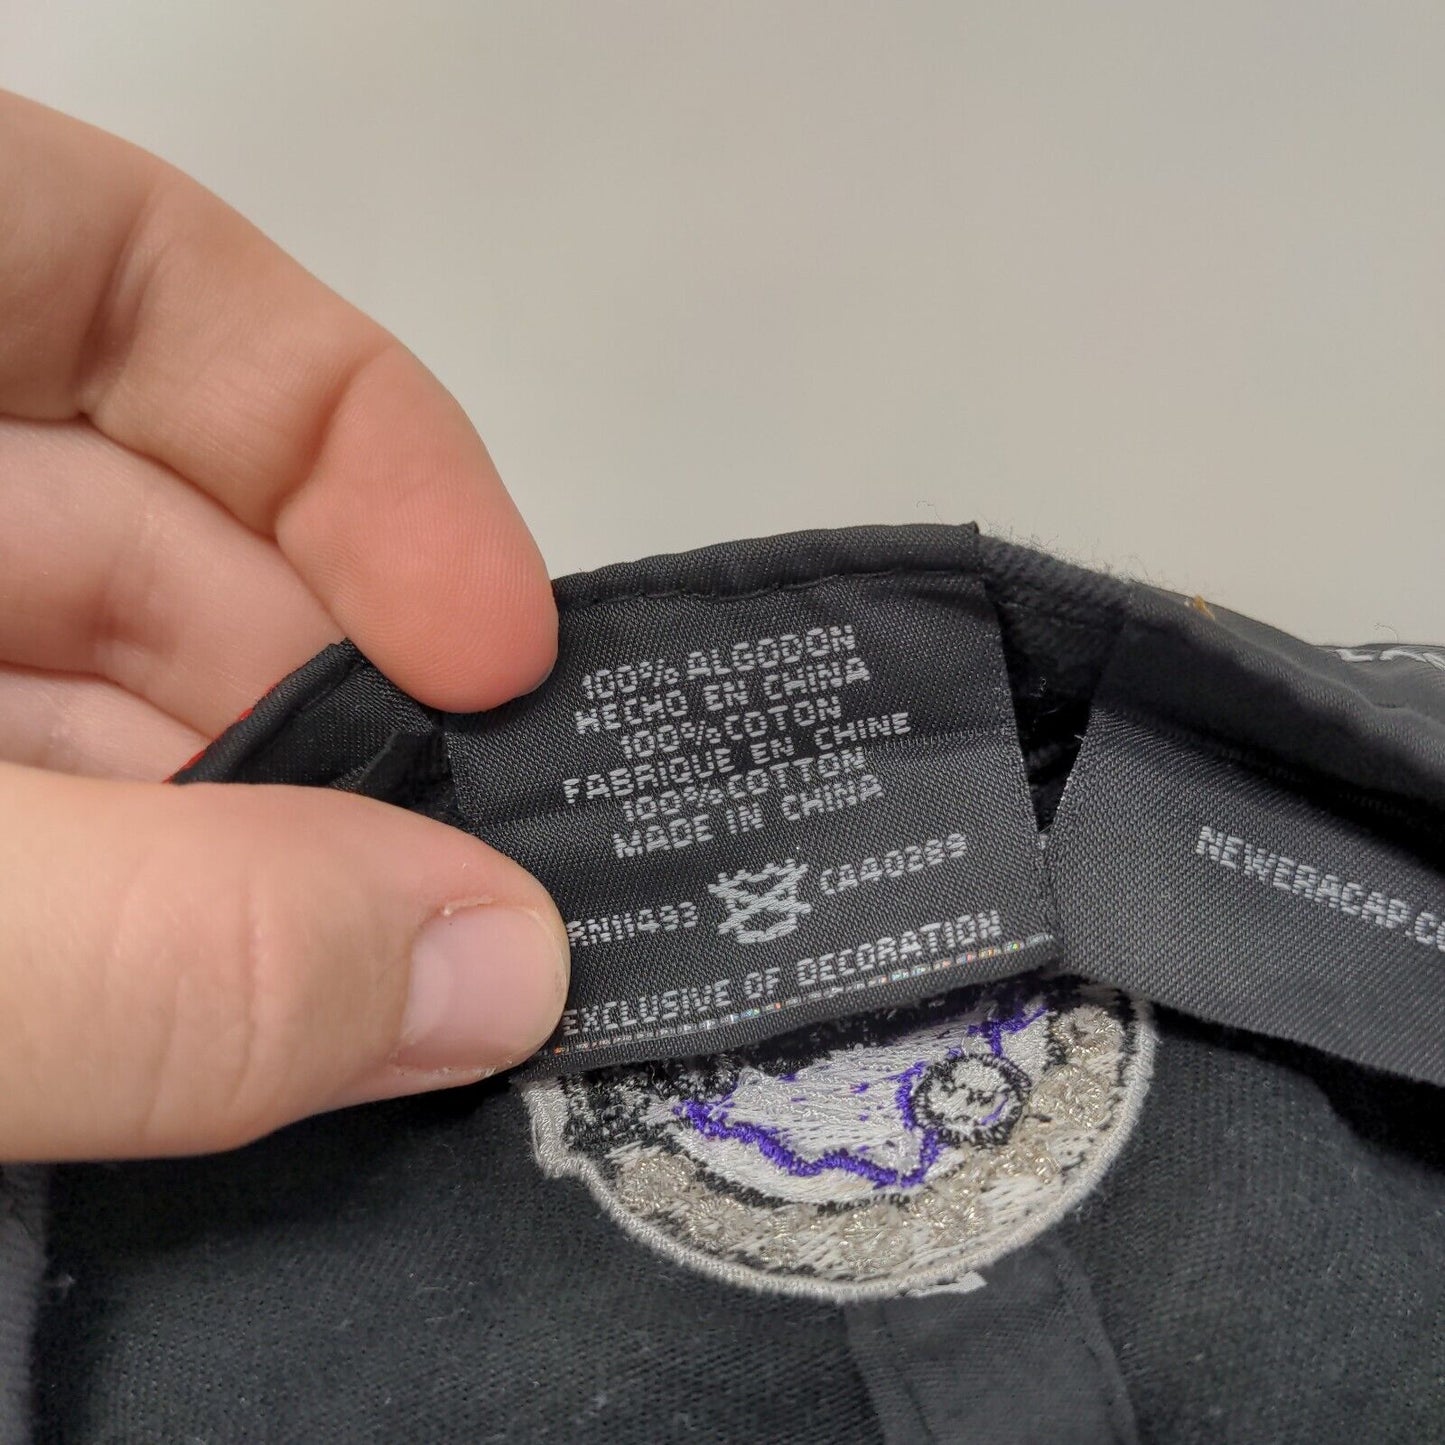 100% ALGODON
HECHO EN CHINA
100% COTON
FABRIQUE EN CHINE
100% COTTON
MADE IN CHINA
RN11493 CA40299
EXCLUSIVE OF DECORATION
NEWERACAP.CO